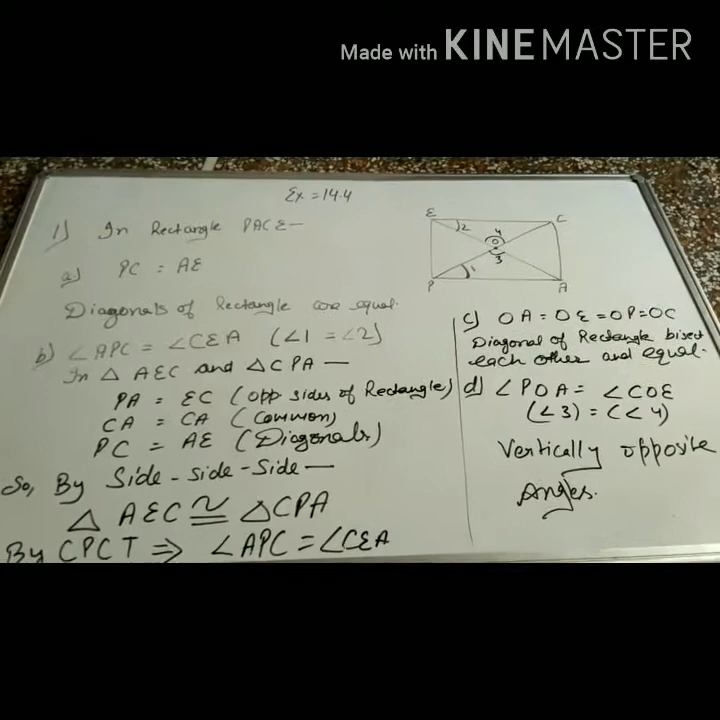 Made with KINEMASTER
Ex = 14.4
1) In Rectangle PACE —
a) PC = AE
Diagonals of Rectangle are equal.
b) ∠APC = ∠CEA (∠1 = ∠2)
In △ AEC and △CPA —
PA = EC (opp sides of Rectangle)
CA = CA (Common)
PC = AE (Diagonals)
So, By Side-Side-Side —
△ AEC ≅ △CPA
By CPCT ⇒ ∠APC = ∠CEA
E C
2 4
O
3
1
P A
c) OA = OE = OP = OC
Diagonal of Rectangle bisect
each other and equal.
d) ∠POA = ∠COE
(∠3) = (∠4)
Vertically opposite
Angles.